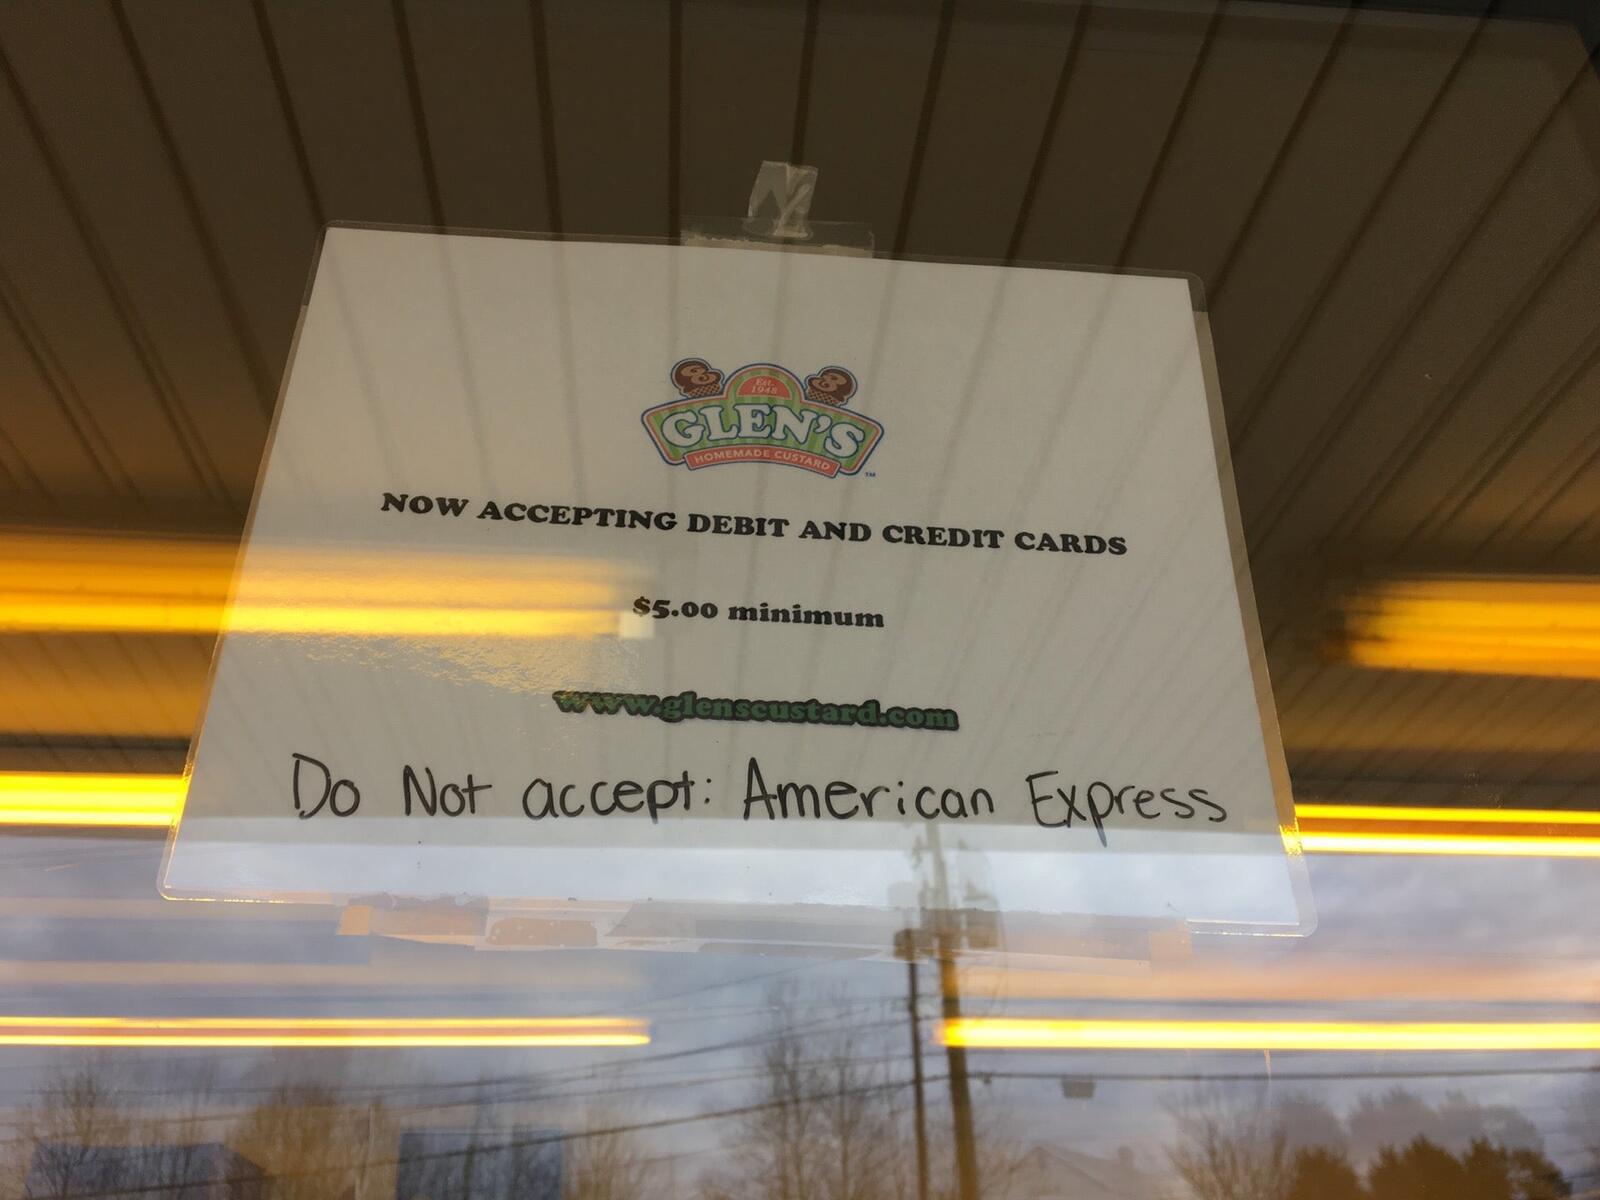 Est.
1948
GLEN'S
HOMEMADE CUSTARD
TM
NOW ACCEPTING DEBIT AND CREDIT CARDS
$5.00 minimum
www.glenscustard.com
Do Not accept: American Express